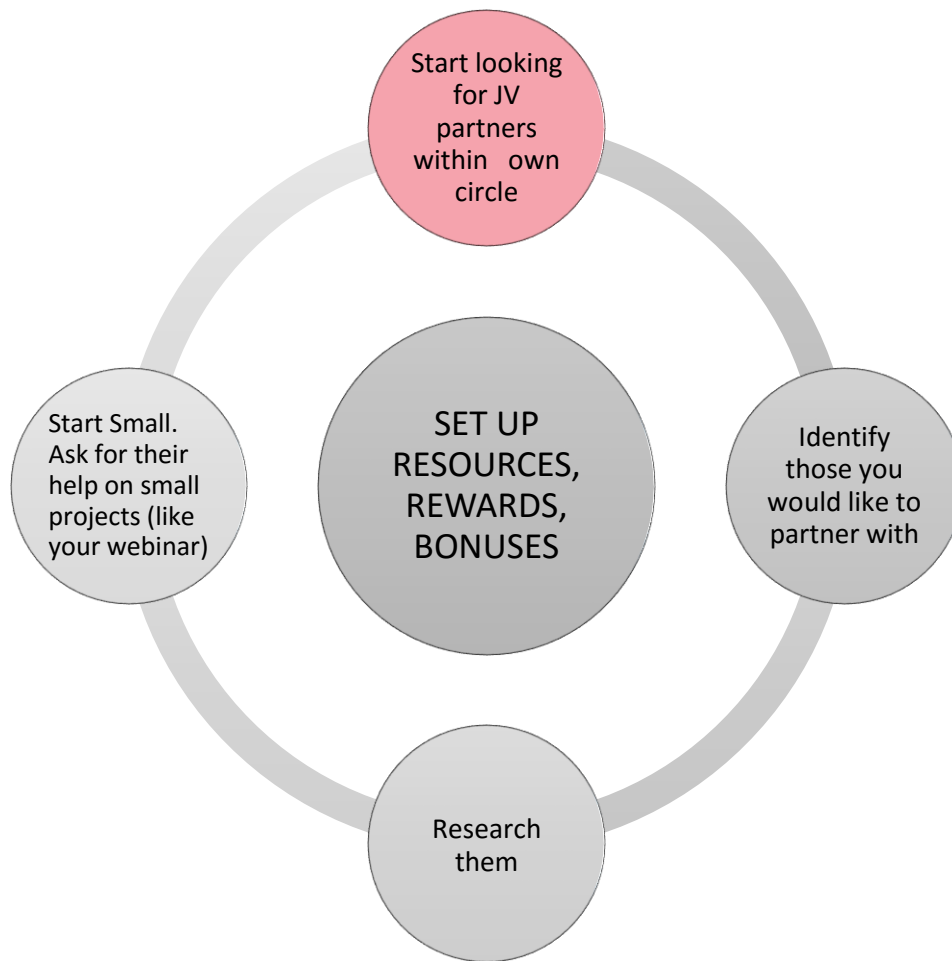 Start looking
for JV
partners
within own
circle
SET UP
RESOURCES,
REWARDS,
BONUSES
Identify
those you
would like to
partner with
Research
them
Start Small.
Ask for their
help on small
projects (like
your webinar)